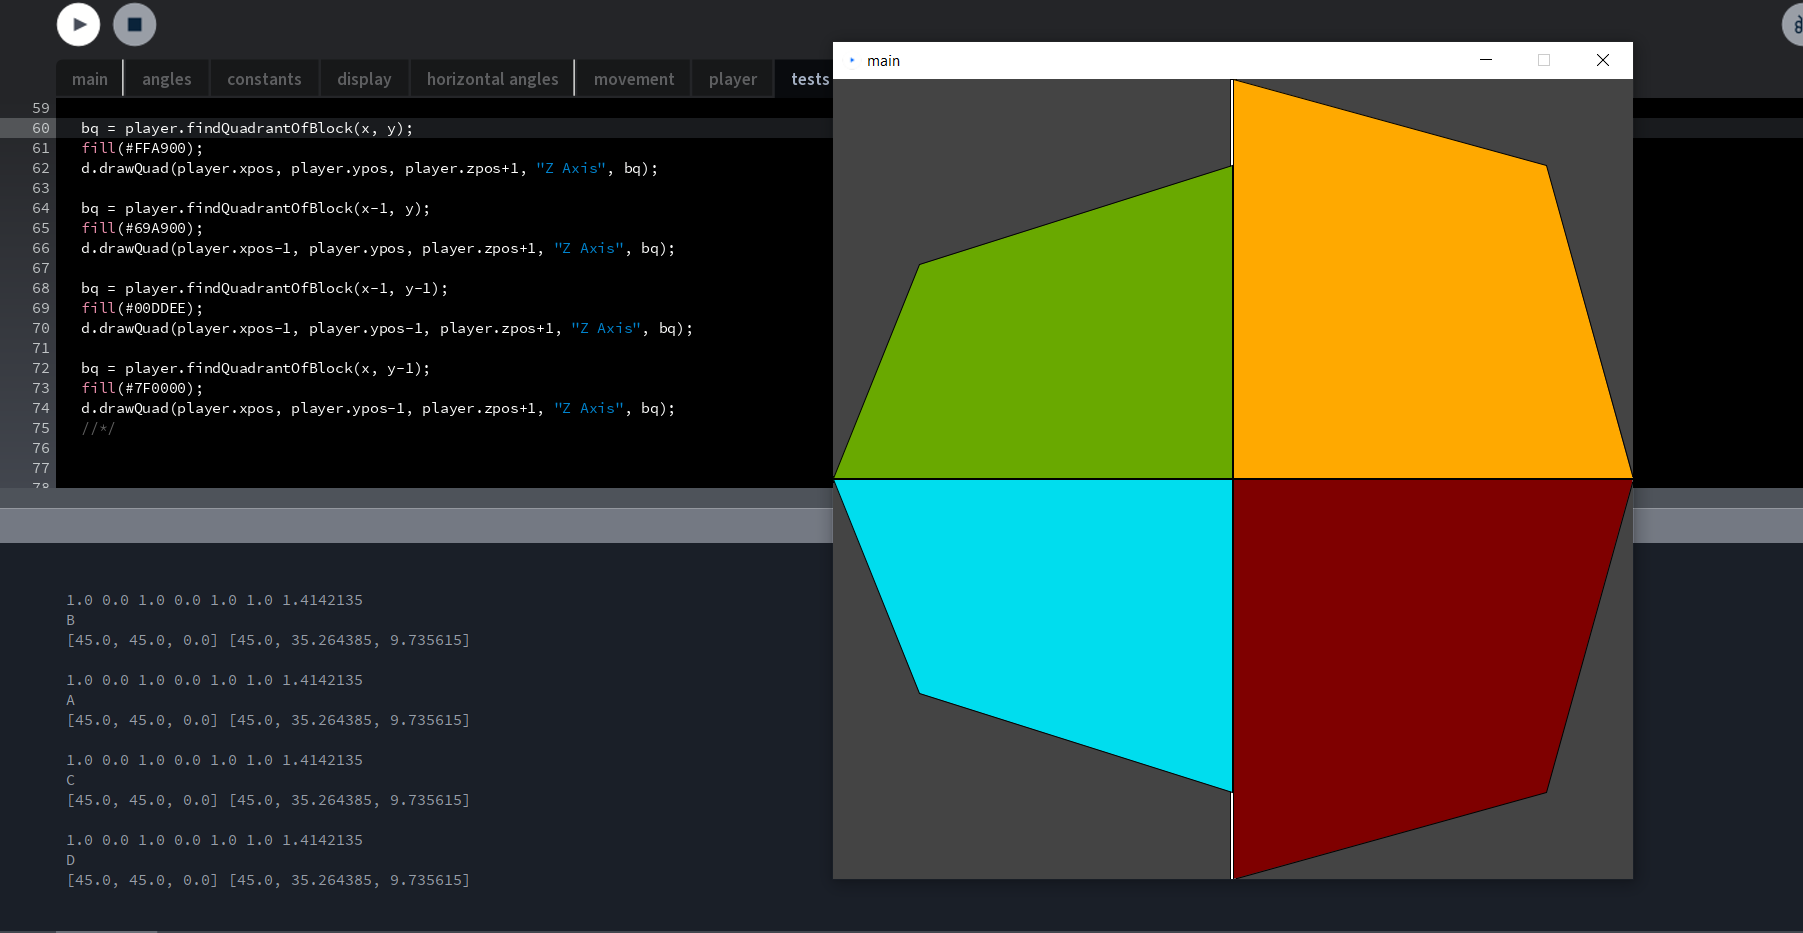 main angles constants display horizontal angles movement player tests
main
59
60 bq = player.findQuadrantOfBlock(x, y);
61 fill(#FFA900);
62 d.drawQuad(player.xpos, player.ypos, player.zpos+1, "Z Axis", bq);
63
64 bq = player.findQuadrantOfBlock(x-1, y);
65 fill(#69A900);
66 d.drawQuad(player.xpos-1, player.ypos, player.zpos+1, "Z Axis", bq);
67
68 bq = player.findQuadrantOfBlock(x-1, y-1);
69 fill(#00DDEE);
70 d.drawQuad(player.xpos-1, player.ypos-1, player.zpos+1, "Z Axis", bq);
71
72 bq = player.findQuadrantOfBlock(x, y-1);
73 fill(#7F0000);
74 d.drawQuad(player.xpos, player.ypos-1, player.zpos+1, "Z Axis", bq);
75 //*/
76
77
78
1.0 0.0 1.0 0.0 1.0 1.0 1.4142135
B
[45.0, 45.0, 0.0] [45.0, 35.264385, 9.735615]
1.0 0.0 1.0 0.0 1.0 1.0 1.4142135
A
[45.0, 45.0, 0.0] [45.0, 35.264385, 9.735615]
1.0 0.0 1.0 0.0 1.0 1.0 1.4142135
C
[45.0, 45.0, 0.0] [45.0, 35.264385, 9.735615]
1.0 0.0 1.0 0.0 1.0 1.0 1.4142135
D
[45.0, 45.0, 0.0] [45.0, 35.264385, 9.735615]